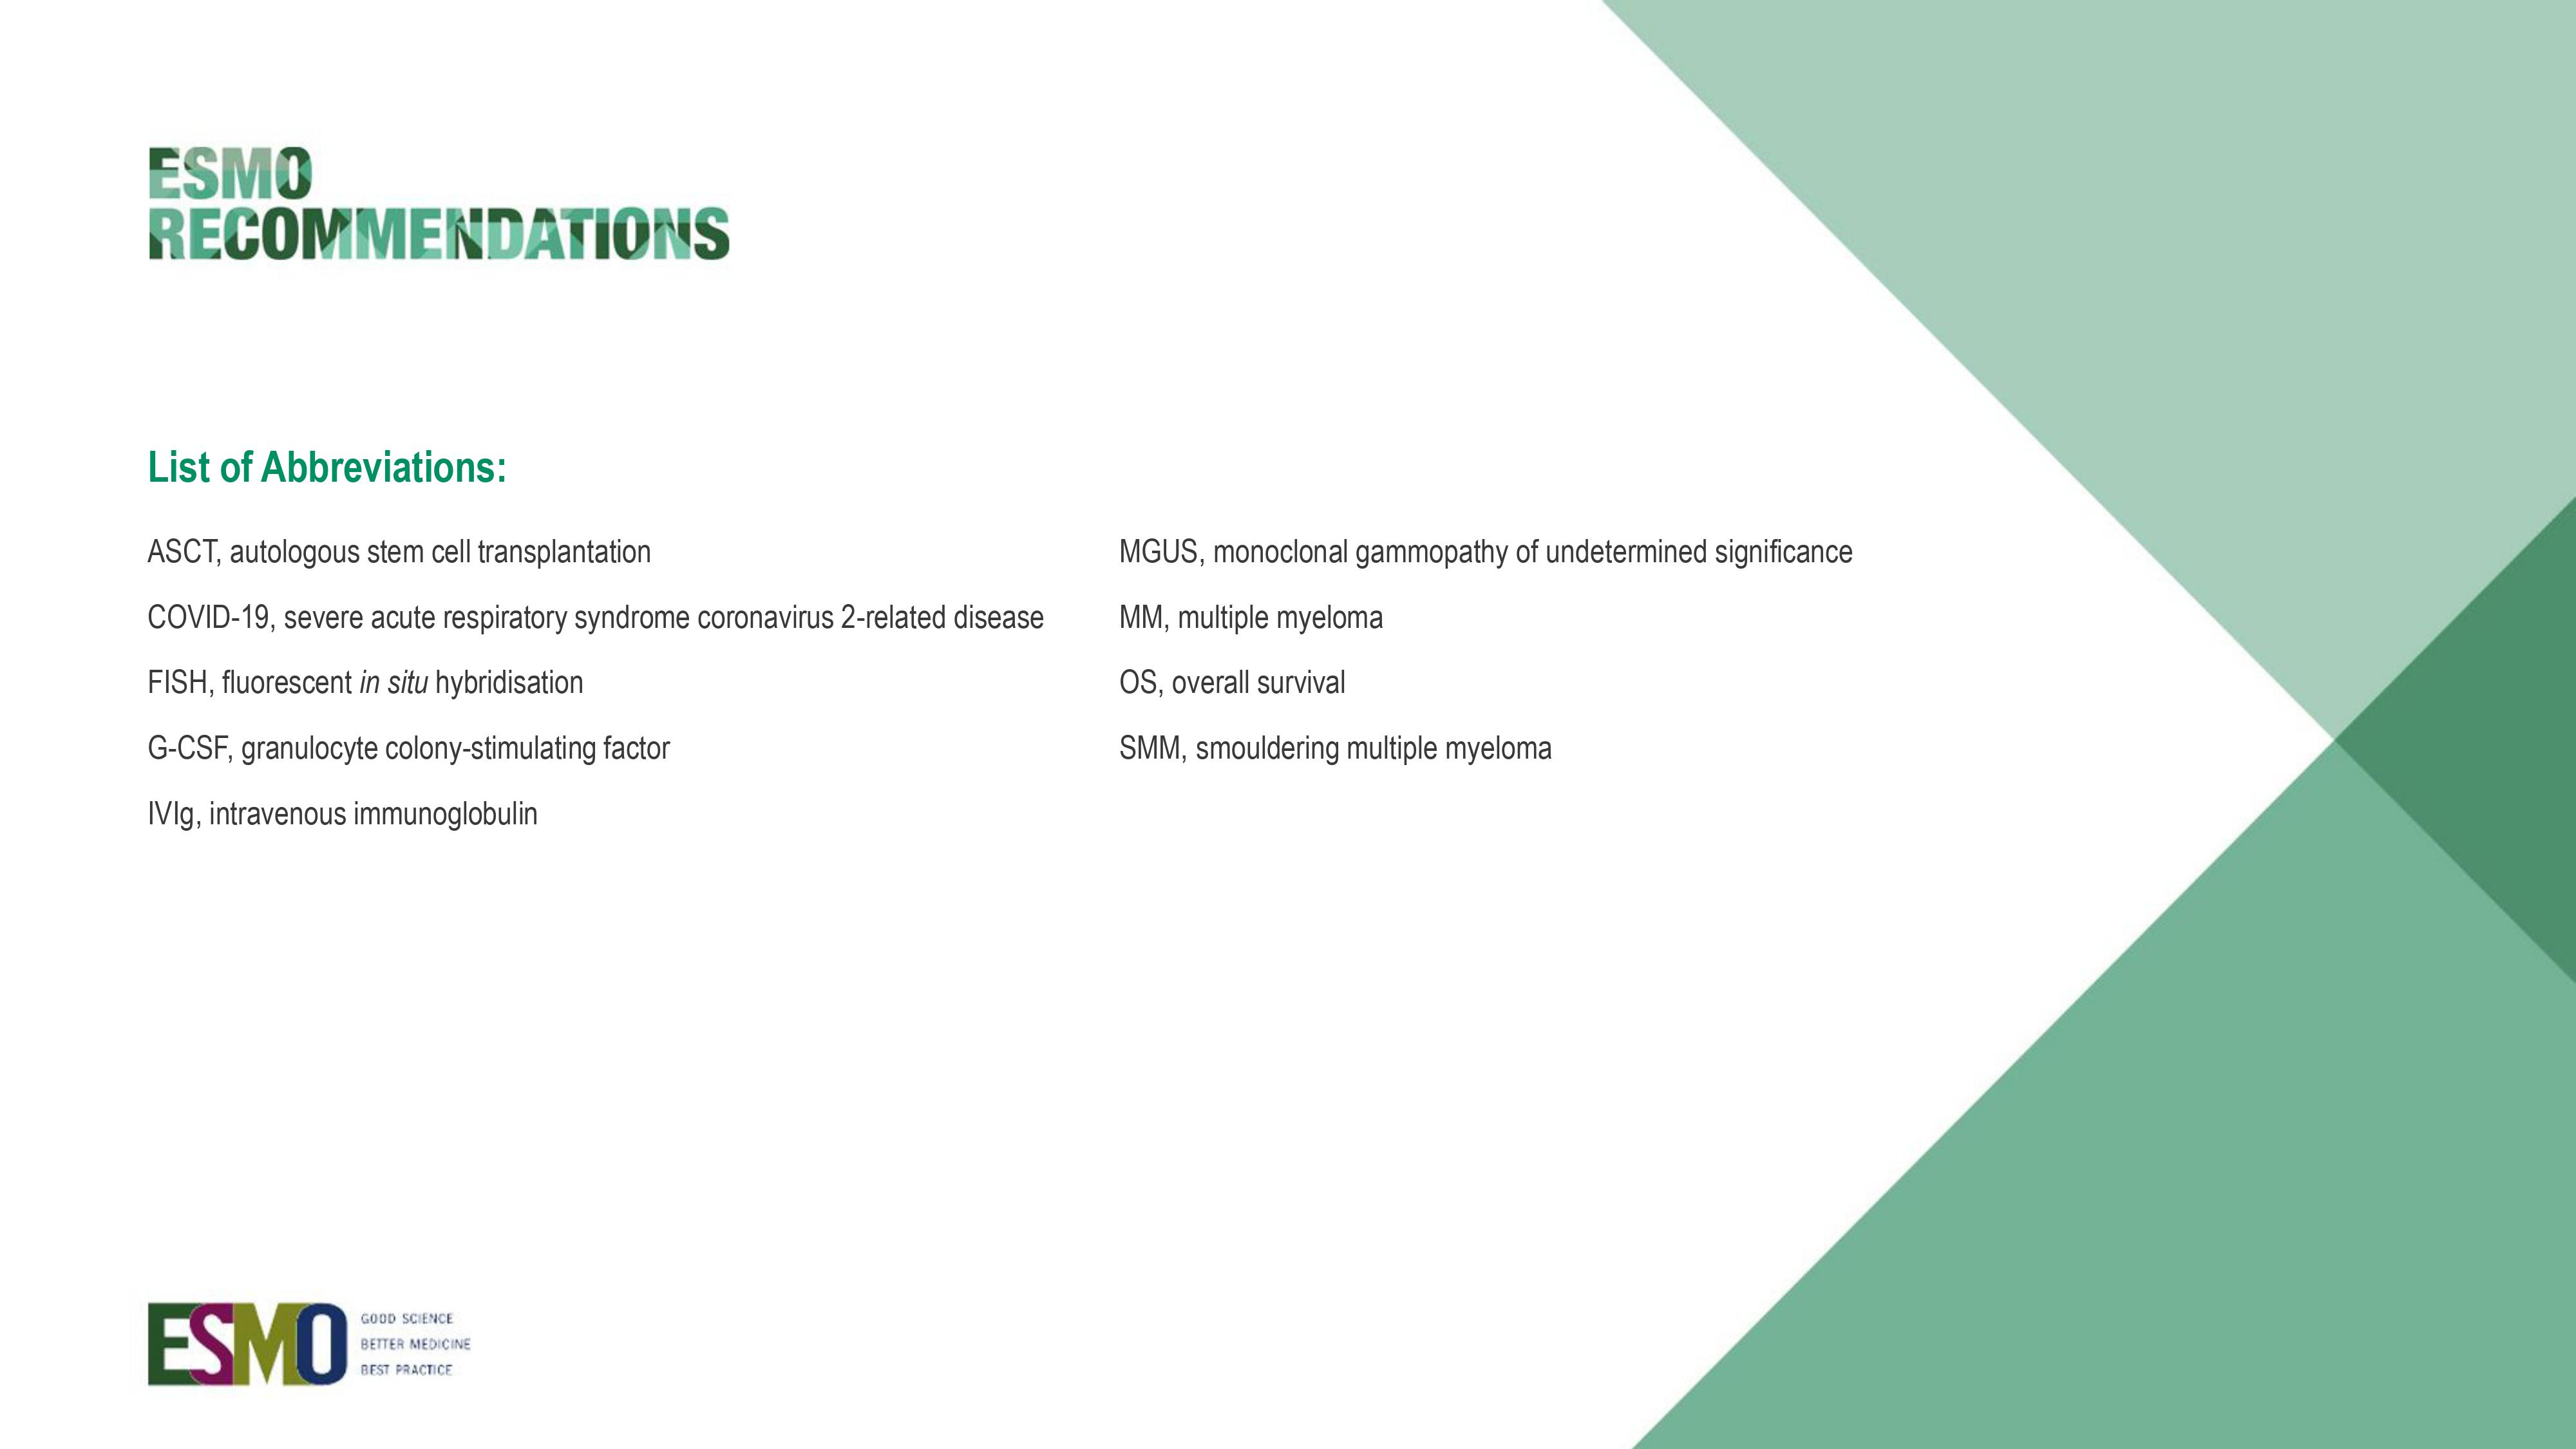 ESMO
RECOMMENDATIONS
List of Abbreviations:
ASCT, autologous stem cell transplantation
COVID-19, severe acute respiratory syndrome coronavirus 2-related disease
FISH, fluorescent in situ hybridisation
G-CSF, granulocyte colony-stimulating factor
IVIg, intravenous immunoglobulin
MGUS, monoclonal gammopathy of undetermined significance
MM, multiple myeloma
OS, overall survival
SMM, smouldering multiple myeloma
ESMO
GOOD SCIENCE
BETTER MEDICINE
BEST PRACTICE